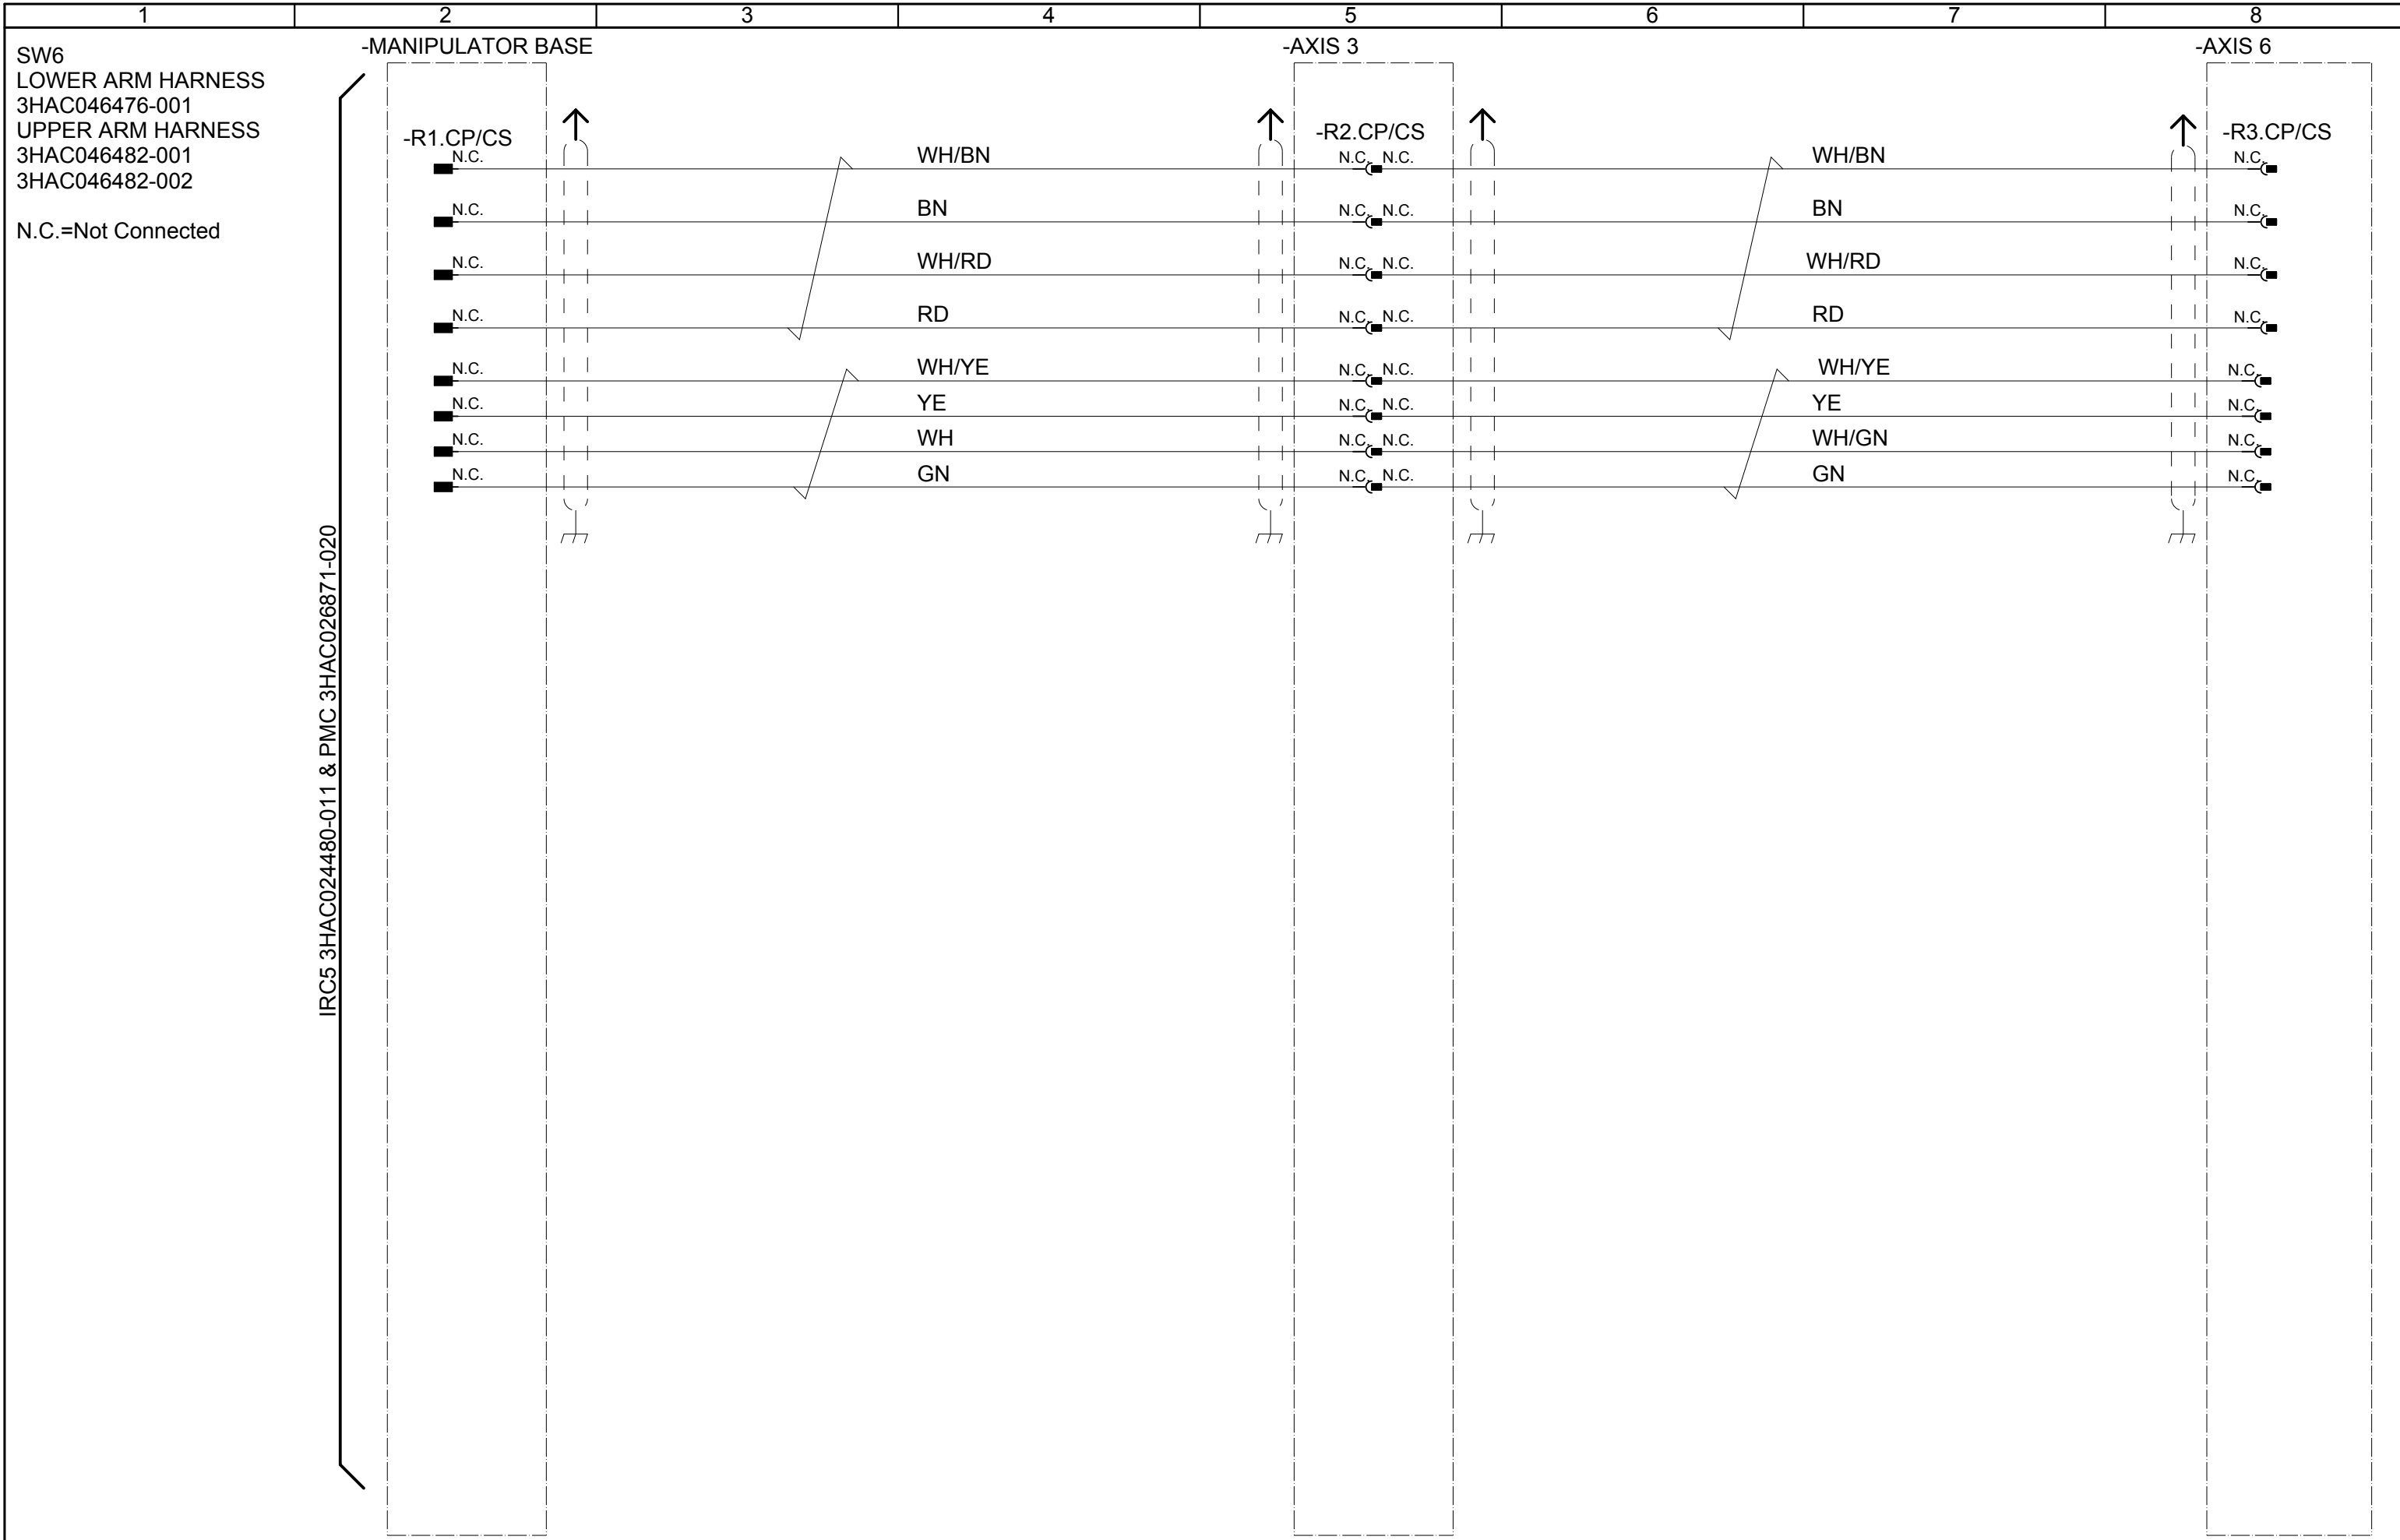 1 2 3 4 5 6 7 8
SW6
LOWER ARM HARNESS
3HAC046476-001
UPPER ARM HARNESS
3HAC046482-001
3HAC046482-002
N.C.=Not Connected
IRC5 3HAC024480-011 & PMC 3HAC026871-020
-MANIPULATOR BASE -AXIS 3 -AXIS 6
-R1.CP/CS -R2.CP/CS -R3.CP/CS
N.C. WH/BN N.C. N.C. WH/BN N.C.
N.C. BN N.C. N.C. BN N.C.
N.C. WH/RD N.C. N.C. WH/RD N.C.
N.C. RD N.C. N.C. RD N.C.
N.C. WH/YE N.C. N.C. WH/YE N.C.
N.C. YE N.C. N.C. YE N.C.
N.C. WH N.C. N.C. WH/GN N.C.
N.C. GN N.C. N.C. GN N.C.